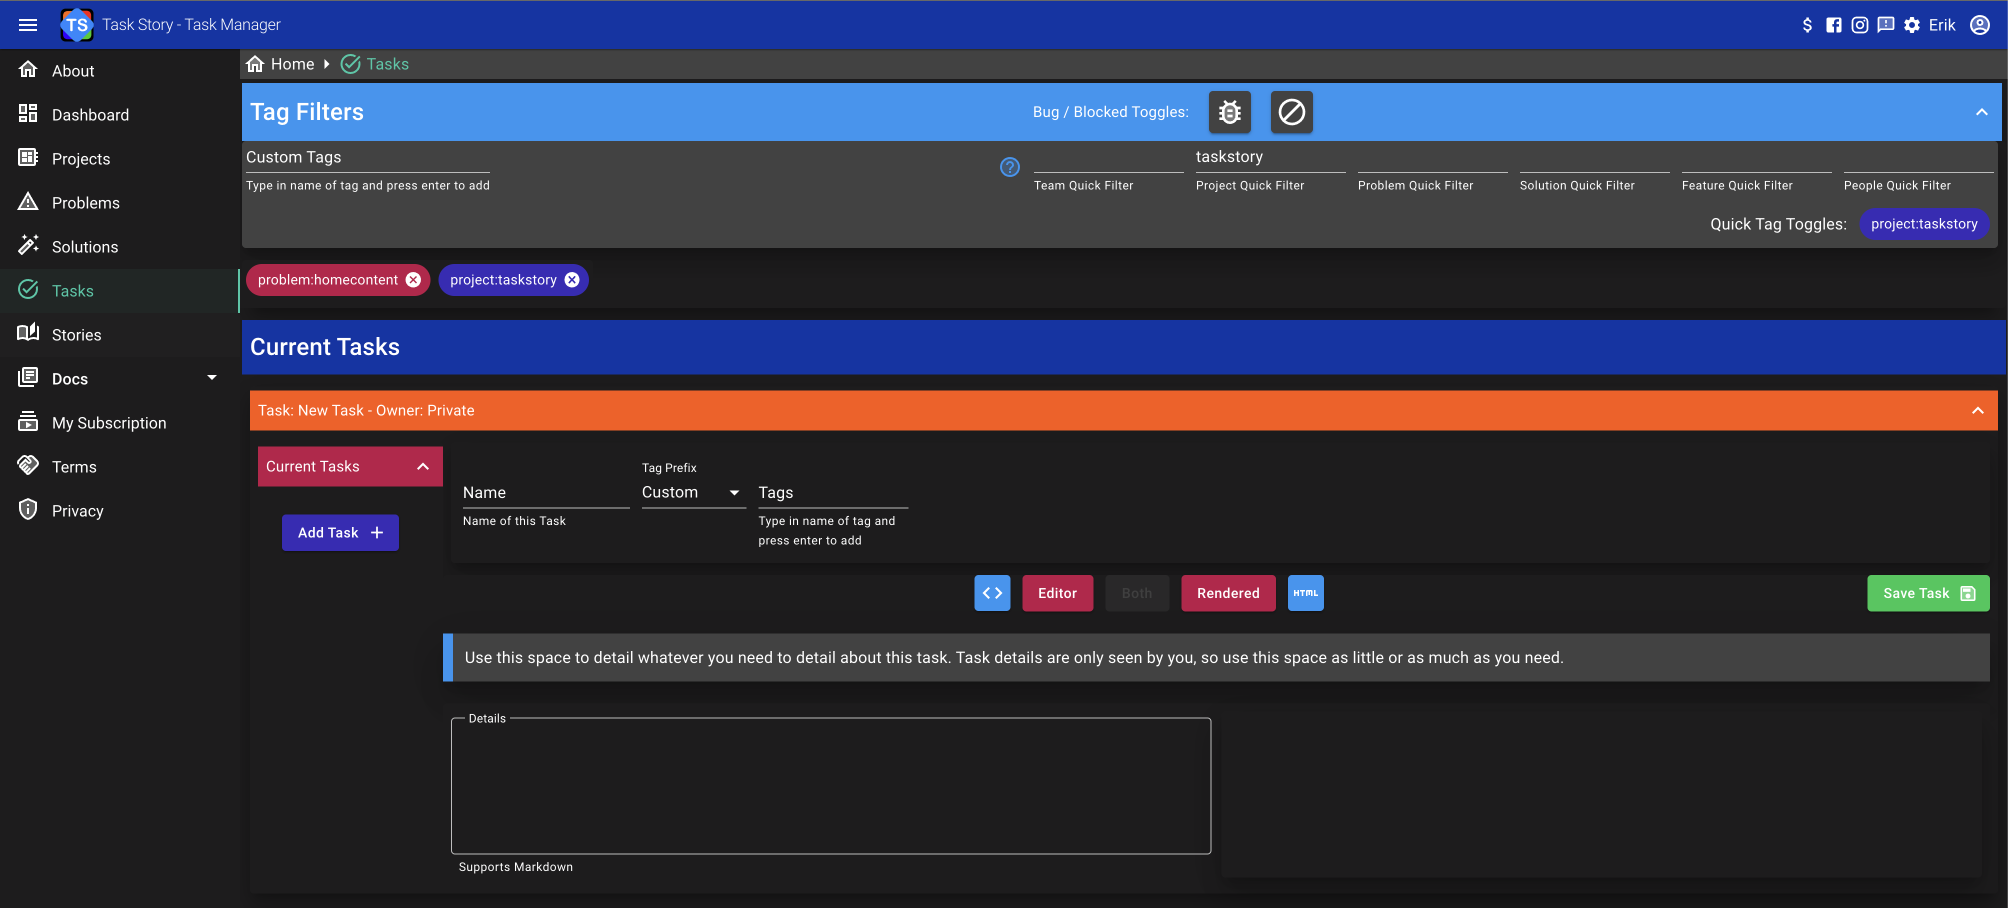 TS Task Story - Task Manager
$ Erik
About
Dashboard
Projects
Problems
Solutions
Tasks
Stories
Docs
My Subscription
Terms
Privacy
Home Tasks
Tag Filters
Bug / Blocked Toggles:
Custom Tags
Type in name of tag and press enter to add
?
Team Quick Filter
taskstory
Project Quick Filter
Problem Quick Filter
Solution Quick Filter
Feature Quick Filter
People Quick Filter
Quick Tag Toggles: project:taskstory
problem:homecontent project:taskstory
Current Tasks
Task: New Task - Owner: Private
Current Tasks
Add Task
Name
Name of this Task
Tag Prefix
Custom
Tags
Type in name of tag and
press enter to add
<> Editor Both Rendered HTML
Save Task
Use this space to detail whatever you need to detail about this task. Task details are only seen by you, so use this space as little or as much as you need.
Details
Supports Markdown